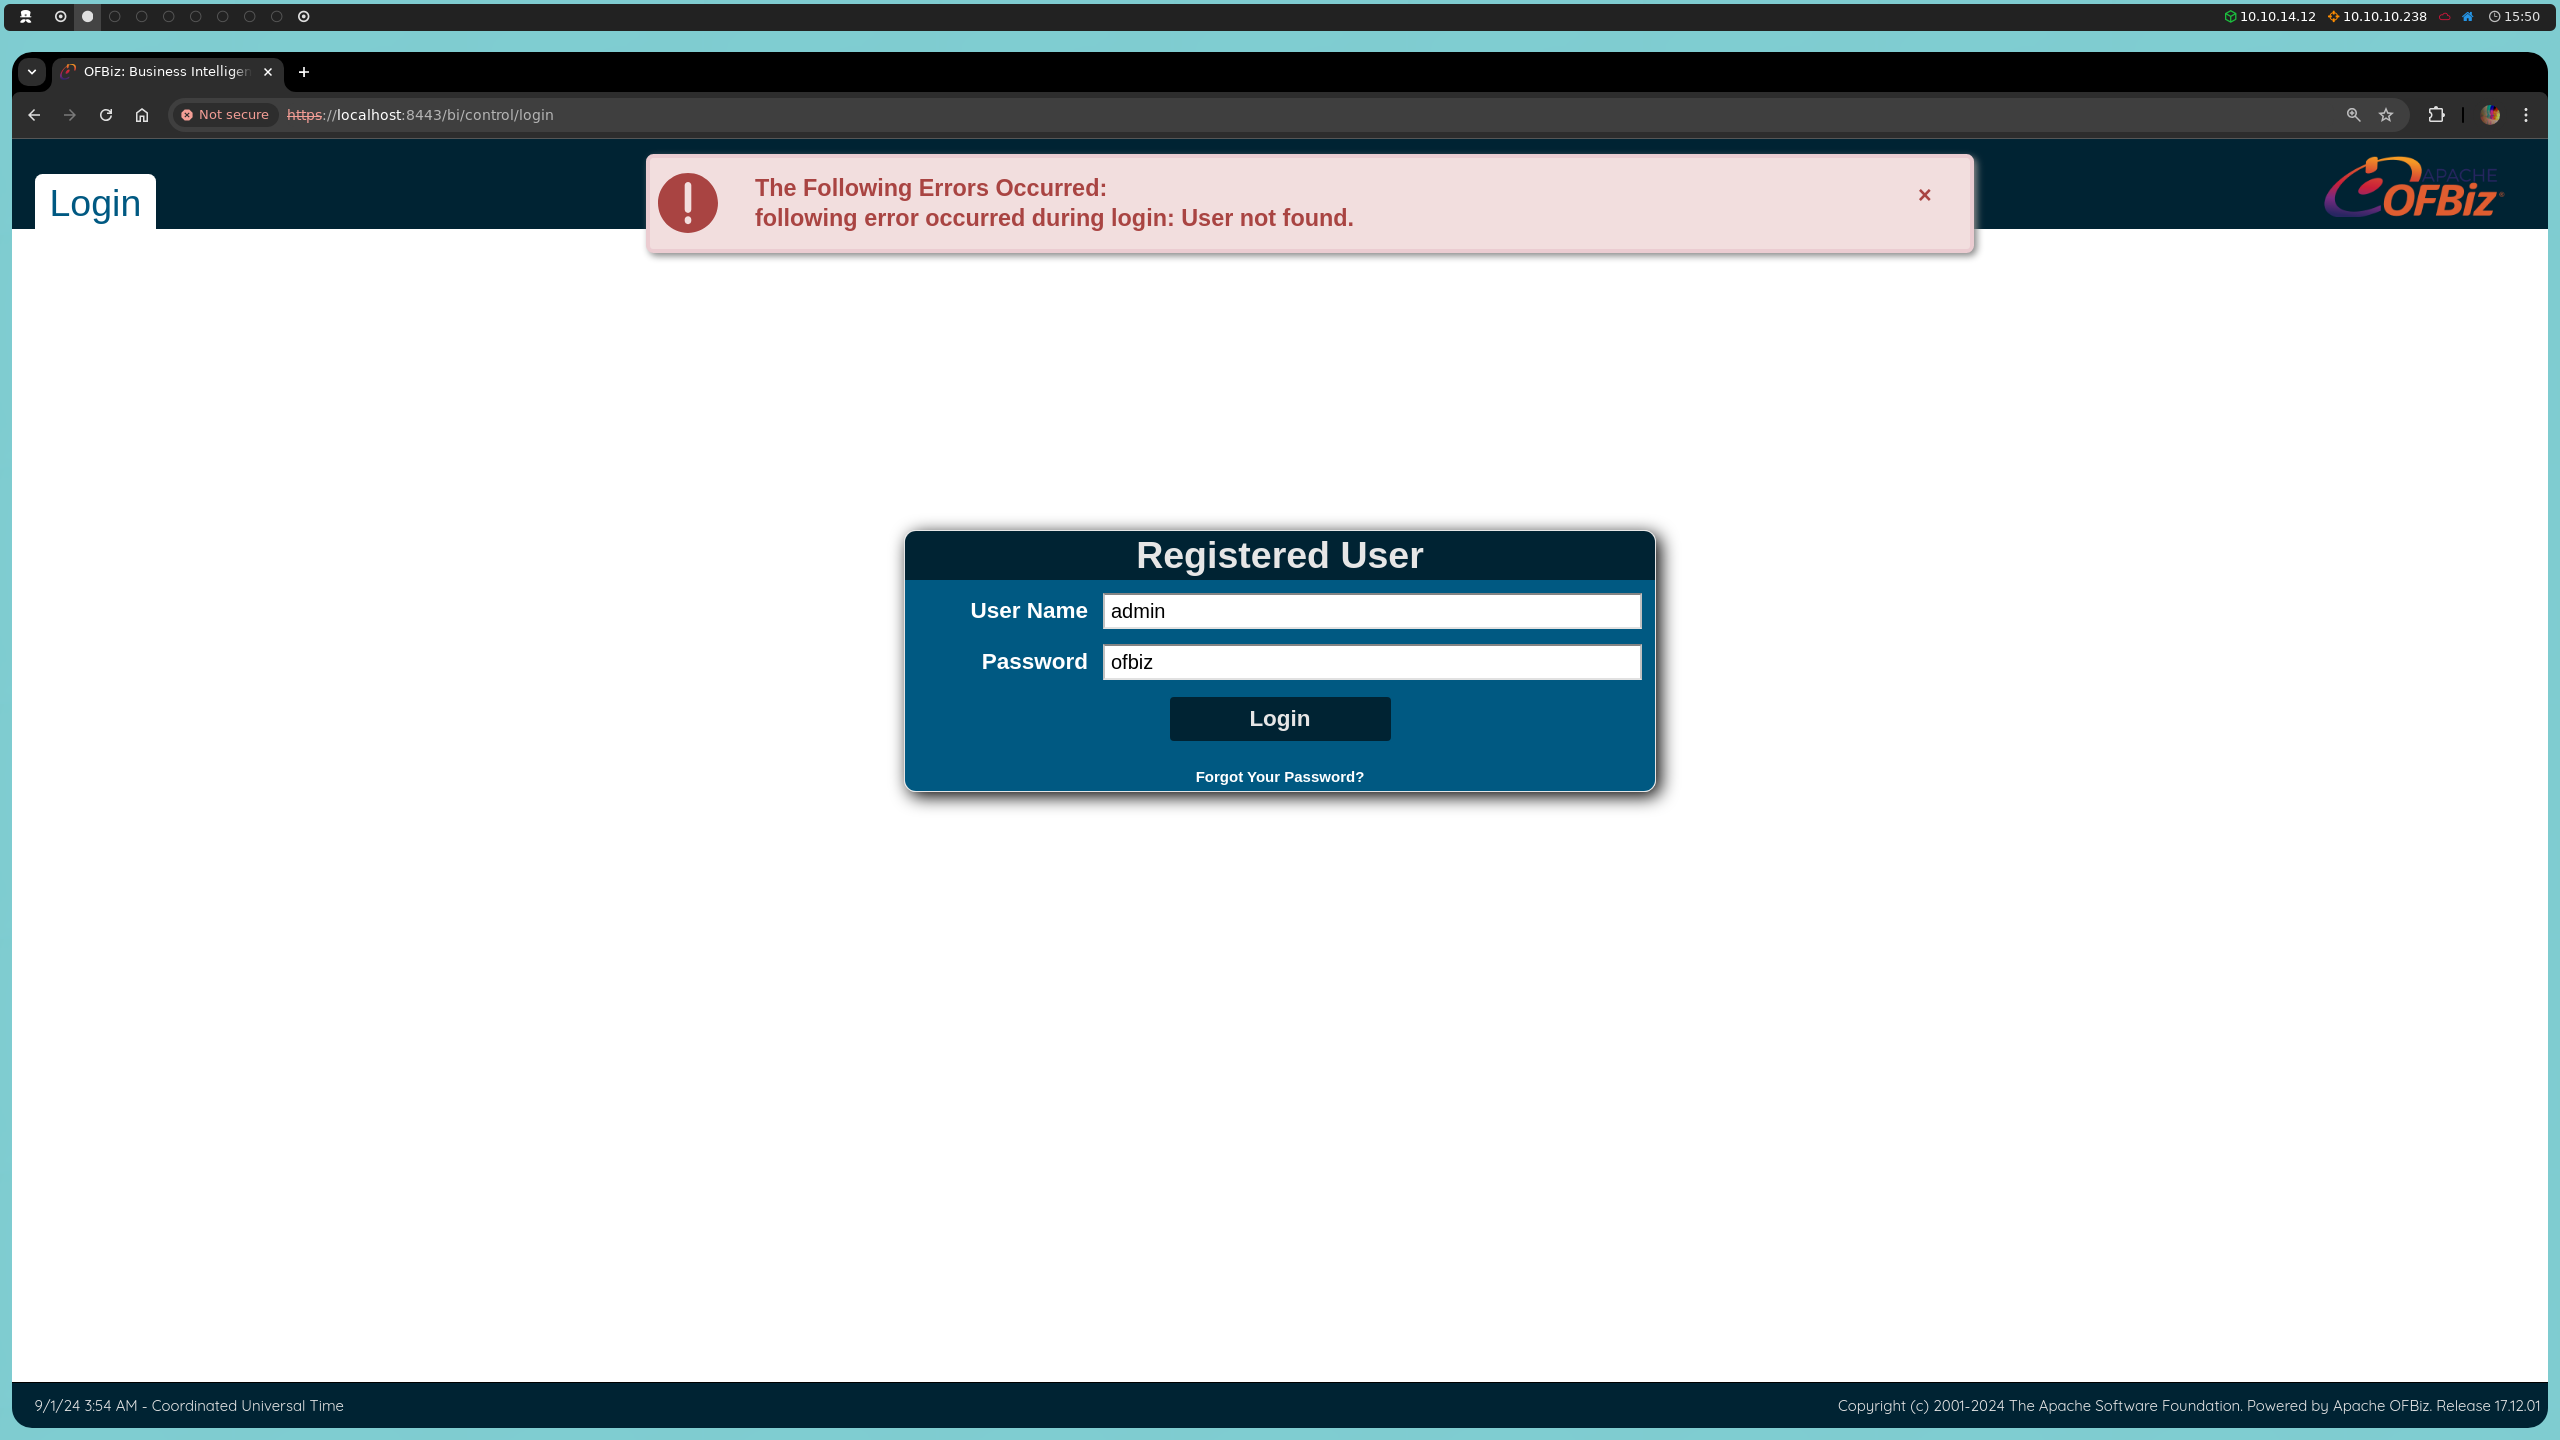 10.10.14.12 10.10.10.238 15:50
OFBiz: Business Intelligen
Not secure https://localhost:8443/bi/control/login
Login
The Following Errors Occurred:
following error occurred during login: User not found.
×
APACHE
OFBiz
Registered User
User Name admin
Password ofbiz
Login
Forgot Your Password?
9/1/24 3:54 AM - Coordinated Universal Time
Copyright (c) 2001-2024 The Apache Software Foundation. Powered by Apache OFBiz. Release 17.12.01